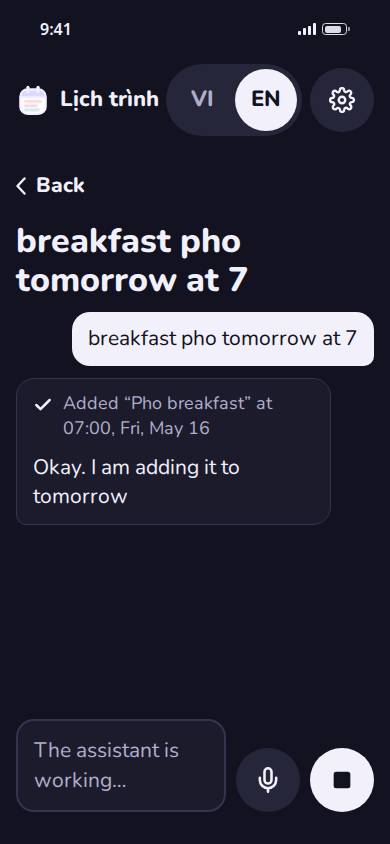 9:41
Lịch trình
VI
EN
Back
breakfast pho
tomorrow at 7
breakfast pho tomorrow at 7
Added “Pho breakfast” at
07:00, Fri, May 16
Okay. I am adding it to
tomorrow
The assistant is
working...